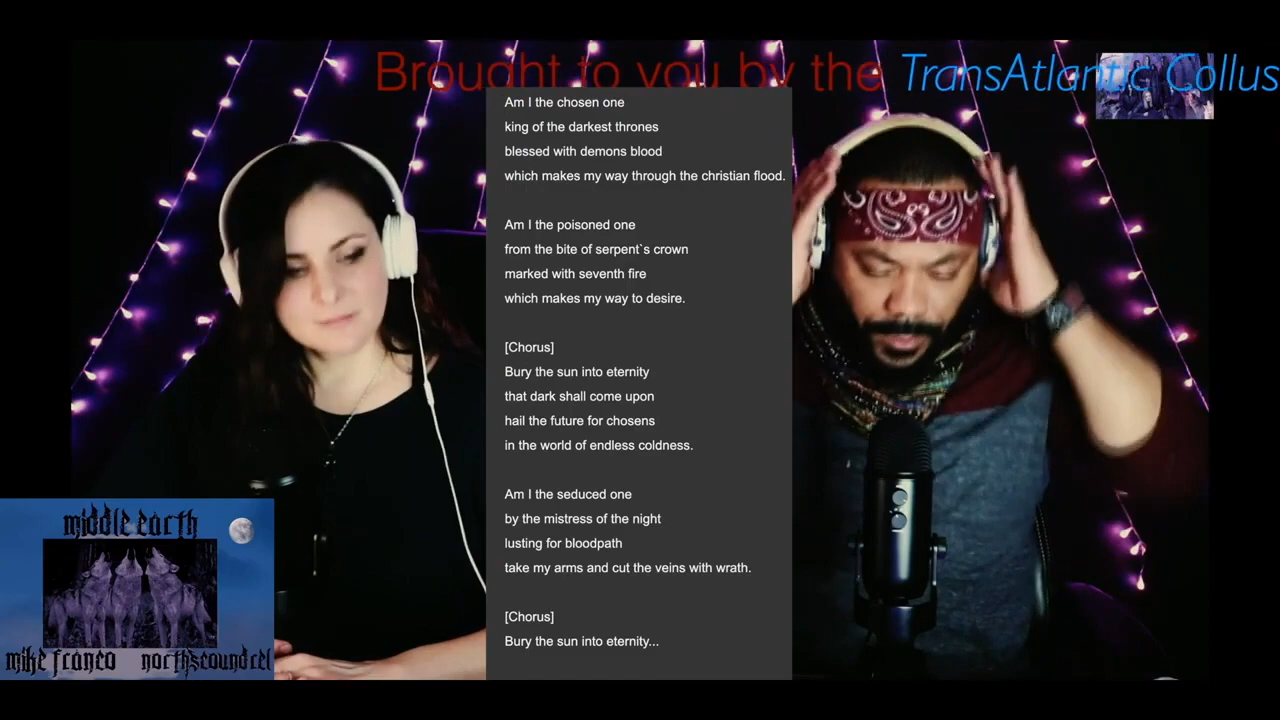 Brought to you by the TransAtlantic Collus
Am I the chosen one
king of the darkest thrones
blessed with demons blood
which makes my way through the christian flood.
Am I the poisoned one
from the bite of serpent`s crown
marked with seventh fire
which makes my way to desire.
[Chorus]
Bury the sun into eternity
that dark shall come upon
hail the future for chosens
in the world of endless coldness.
Am I the seduced one
by the mistress of the night
lusting for bloodpath
take my arms and cut the veins with wrath.
[Chorus]
Bury the sun into eternity...
middle earth
mike franco northscoundrel